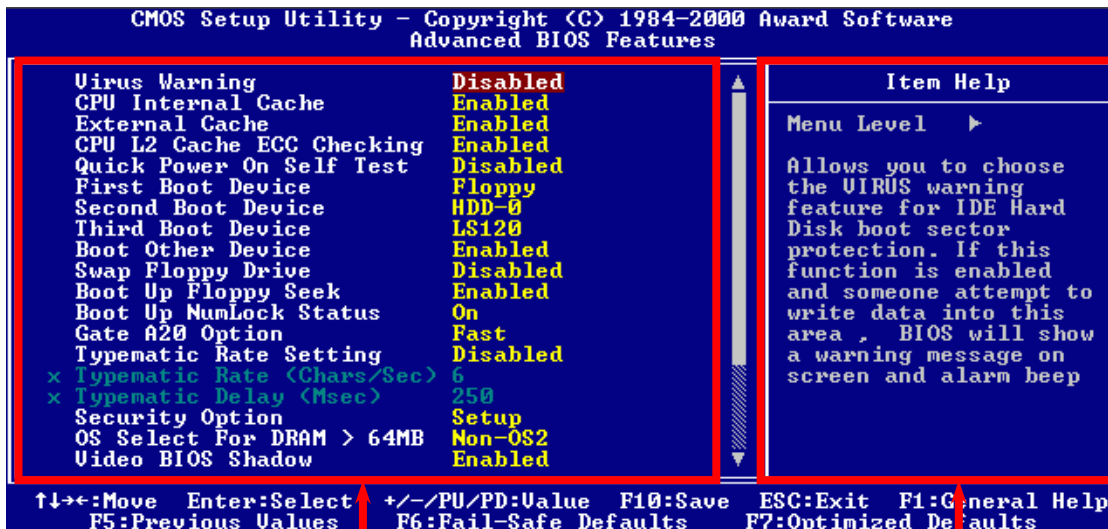 CMOS Setup Utility - Copyright (C) 1984-2000 Award Software
Advanced BIOS Features
Virus Warning Disabled
CPU Internal Cache Enabled
External Cache Enabled
CPU L2 Cache ECC Checking Enabled
Quick Power On Self Test Disabled
First Boot Device Floppy
Second Boot Device HDD-0
Third Boot Device LS120
Boot Other Device Enabled
Swap Floppy Drive Disabled
Boot Up Floppy Seek Enabled
Boot Up NumLock Status On
Gate A20 Option Fast
Typematic Rate Setting Disabled
x Typematic Rate (Chars/Sec) 6
x Typematic Delay (Msec) 250
Security Option Setup
OS Select For DRAM > 64MB Non-OS2
Video BIOS Shadow Enabled
Item Help
Menu Level ►
Allows you to choose
the VIRUS warning
feature for IDE Hard
Disk boot sector
protection. If this
function is enabled
and someone attempt to
write data into this
area , BIOS will show
a warning message on
screen and alarm beep
↑↓→←:Move Enter:Select +/-/PU/PD:Value F10:Save ESC:Exit F1:General Help
F5:Previous Values F6:Fail-Safe Defaults F7:Optimized Defaults